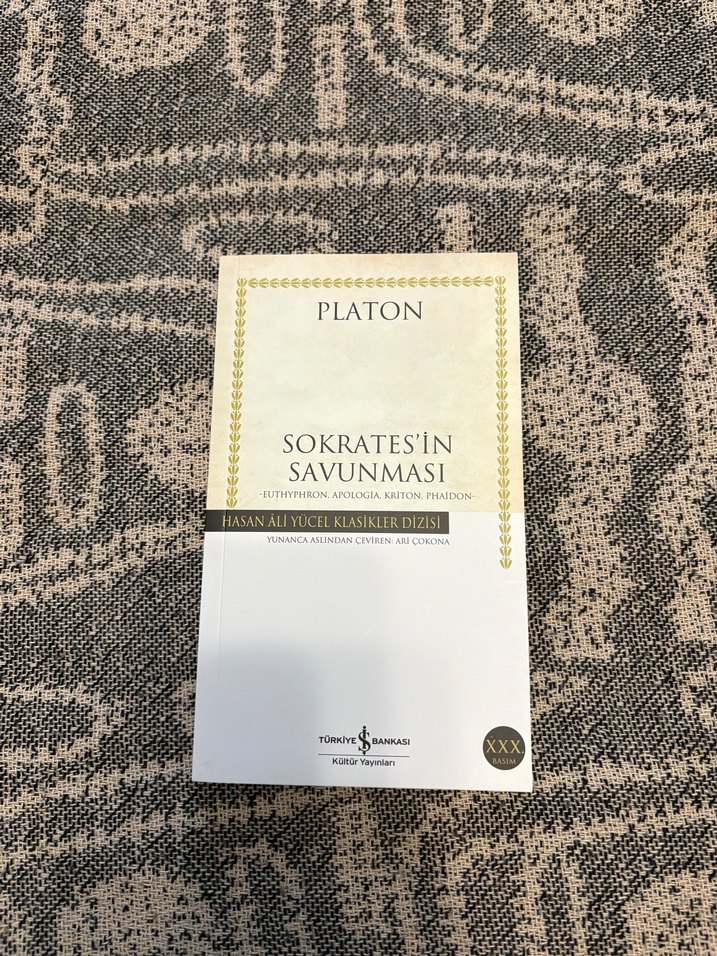 PLATON
SOKRATES'İN
SAVUNMASI
-EUTHYPHRON, APOLOGİA, KRİTON, PHAİDON-
HASAN ÂLİ YÜCEL KLASİKLER DİZİSİ
YUNANCA ASLINDAN ÇEVİREN: ARİ ÇOKONA
TÜRKİYE İŞ BANKASI
Kültür Yayınları
XXX.
BASIM